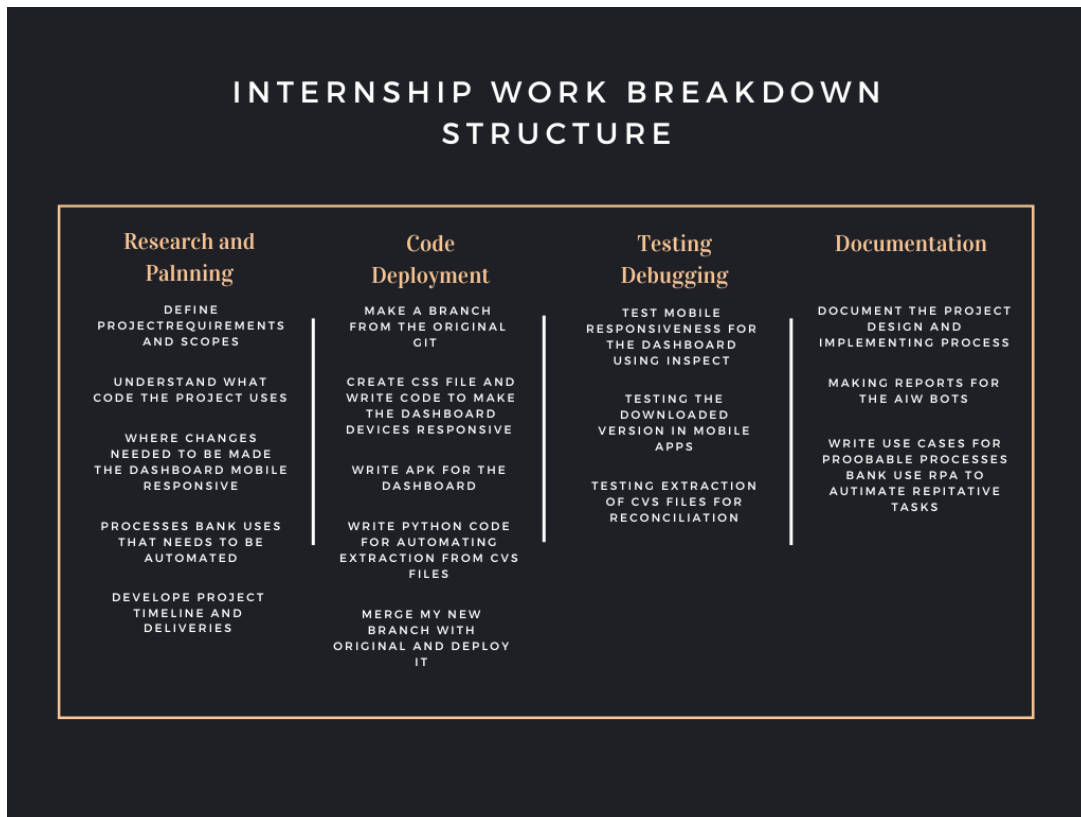 INTERNSHIP WORK BREAKDOWN
STRUCTURE
Research and
Palnning
DEFINE
PROJECTREQUIREMENTS
AND SCOPES
UNDERSTAND WHAT
CODE THE PROJECT USES
WHERE CHANGES
NEEDED TO BE MADE
THE DASHBOARD MOBILE
RESPONSIVE
PROCESSES BANK USES
THAT NEEDS TO BE
AUTOMATED
DEVELOPE PROJECT
TIMELINE AND
DELIVERIES
Code
Deployment
MAKE A BRANCH
FROM THE ORIGINAL
GIT
CREATE CSS FILE AND
WRITE CODE TO MAKE
THE DASHBOARD
DEVICES RESPONSIVE
WRITE APK FOR THE
DASHBOARD
WRITE PYTHON CODE
FOR AUTOMATING
EXTRACTION FROM CVS
FILES
MERGE MY NEW
BRANCH WITH
ORIGINAL AND DEPLOY
IT
Testing
Debugging
TEST MOBILE
RESPONSIVENESS FOR
THE DASHBOARD
USING INSPECT
TESTING THE
DOWNLOADED
VERSION IN MOBILE
APPS
TESTING EXTRACTION
OF CVS FILES FOR
RECONCILIATION
Documentation
DOCUMENT THE PROJECT
DESIGN AND
IMPLEMENTING PROCESS
MAKING REPORTS FOR
THE AIW BOTS
WRITE USE CASES FOR
PROOBABLE PROCESSES
BANK USE RPA TO
AUTIMATE REPITATIVE
TASKS